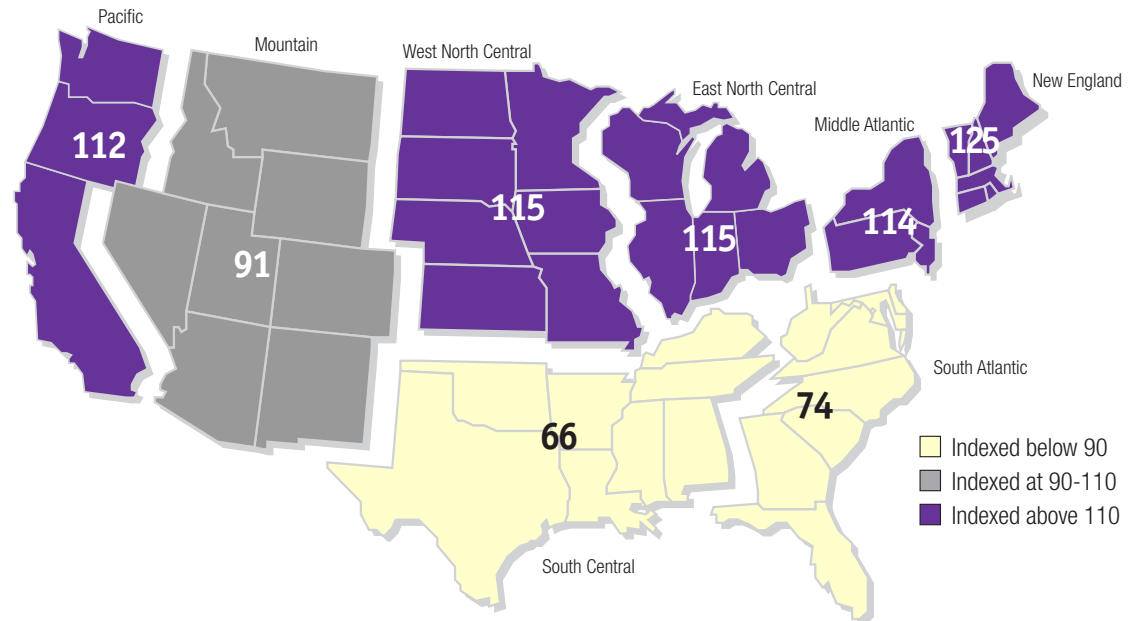 Pacific
Mountain
West North Central
East North Central
New England
Middle Atlantic
112
125
115
114
115
91
South Atlantic
74
66
Indexed below 90
Indexed at 90-110
Indexed above 110
South Central